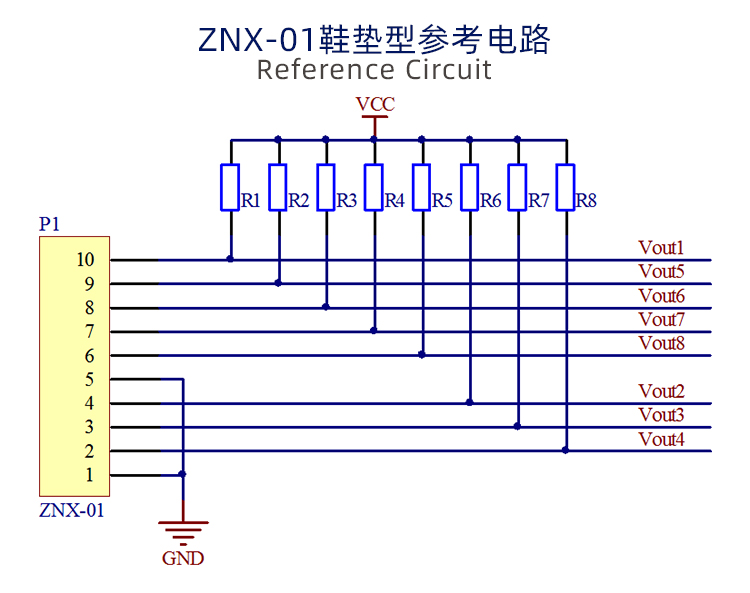 ZNX-01鞋垫型参考电路
Reference Circuit
VCC
R1 R2 R3 R4 R5 R6 R7 R8
P1
10 Vout1
9 Vout5
8 Vout6
7 Vout7
6 Vout8
5
4 Vout2
3 Vout3
2 Vout4
1
ZNX-01
GND